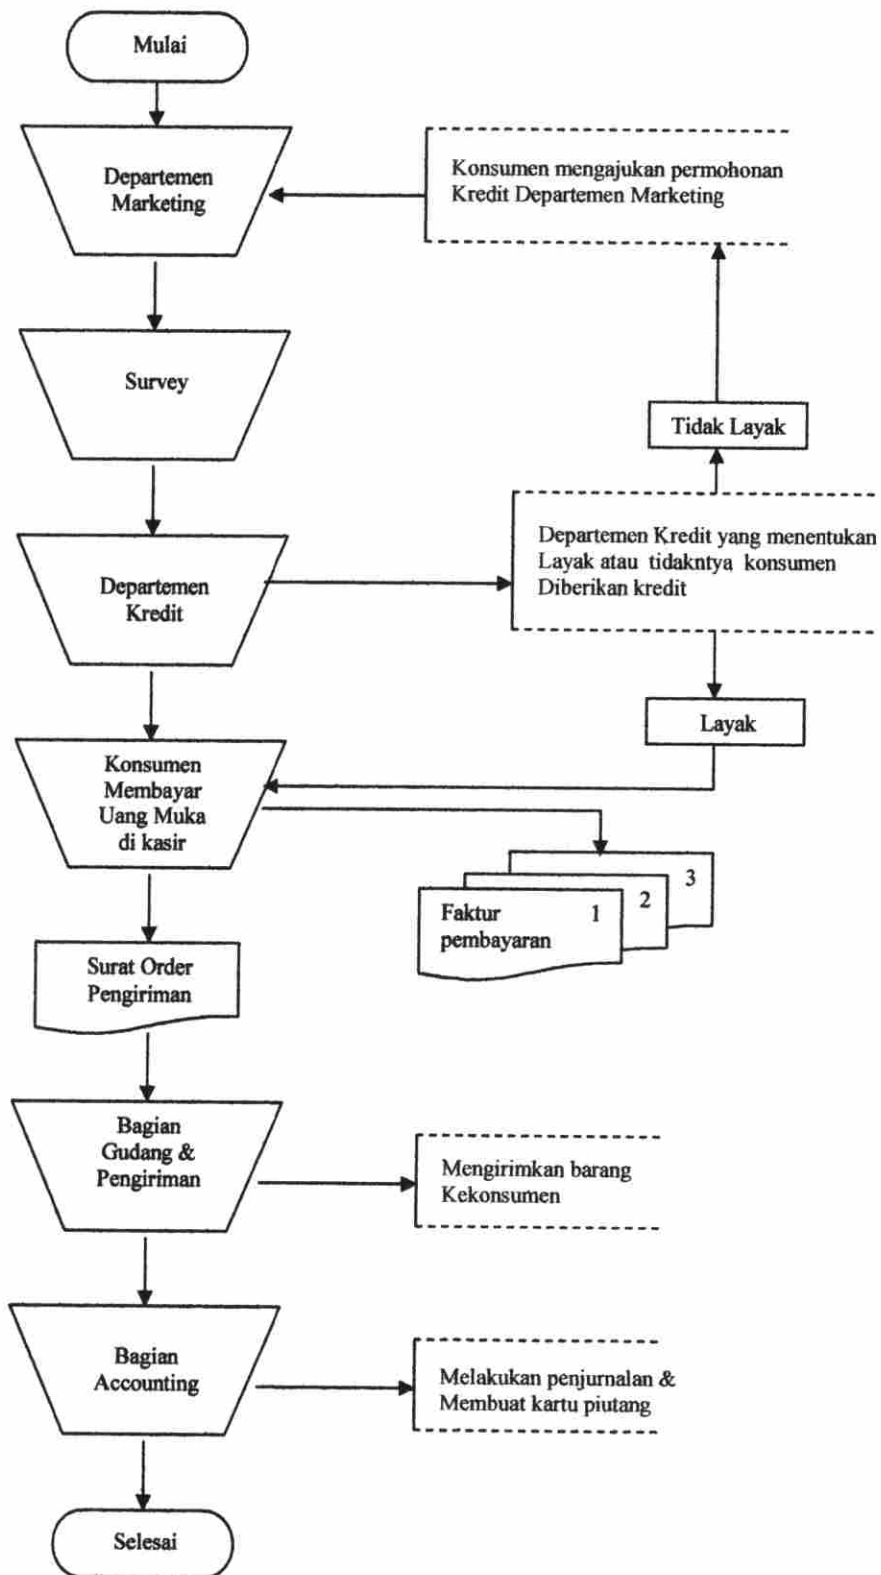 Mulai
Departemen
Marketing
Konsumen mengajukan permohonan
Kredit Departemen Marketing
Survey
Tidak Layak
Departemen
Kredit
Departemen Kredit yang menentukan
Layak atau tidakntya konsumen
Diberikan kredit
Layak
Konsumen
Membayar
Uang Muka
di kasir
Faktur
pembayaran
1
2
3
Surat Order
Pengiriman
Bagian
Gudang &
Pengiriman
Mengirimkan barang
Kekonsumen
Bagian
Accounting
Melakukan penjurnalan &
Membuat kartu piutang
Selesai